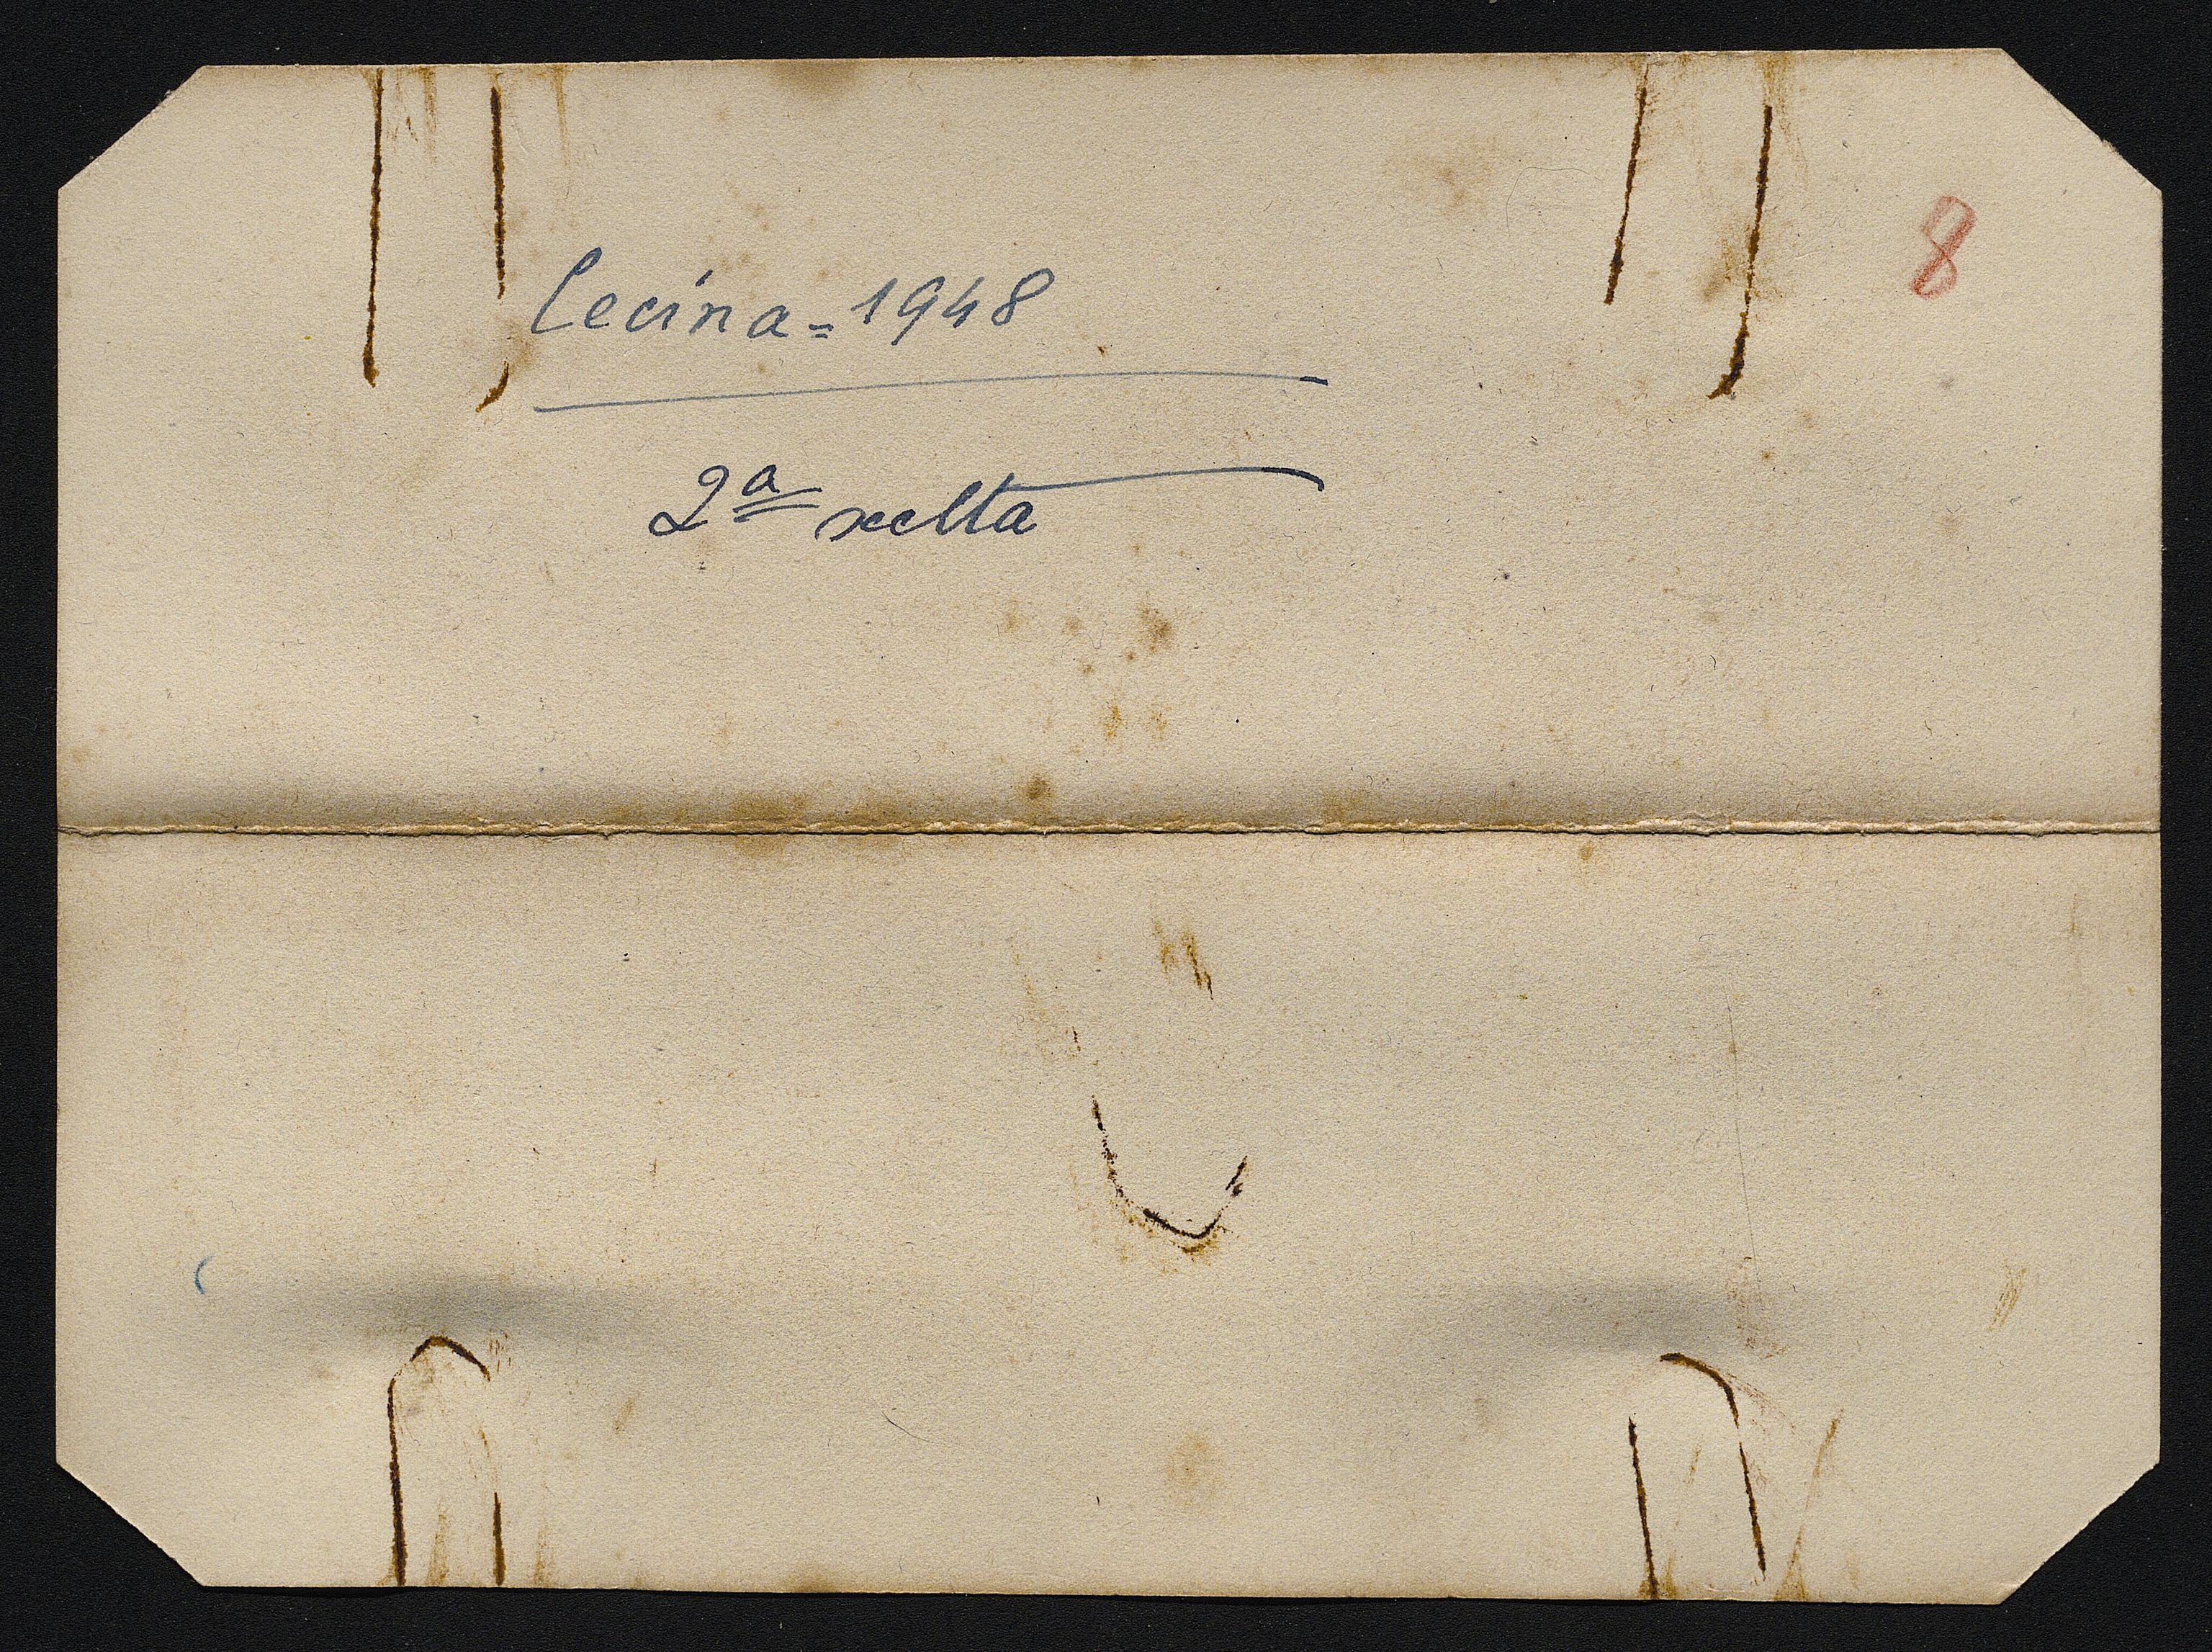 8
Cecina = 1948
2ª scelta